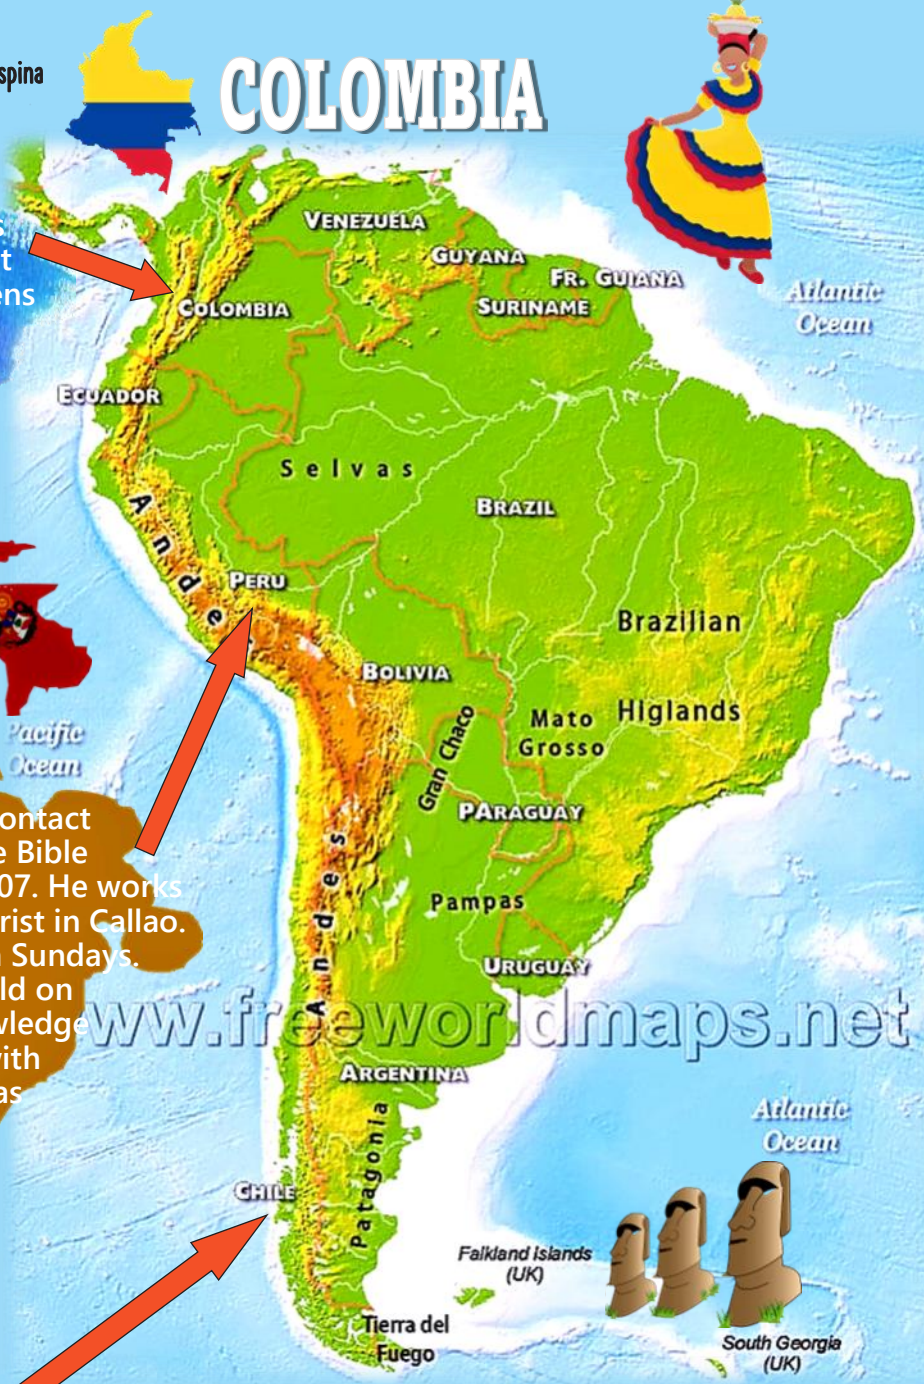 spina
COLOMBIA
VENEZUELA
GUYANA
FR. GUIANA
SURINAME
Atlantic
Ocean
t
ens
COLOMBIA
ECUADOR
Selvas
BRAZIL
Andes
PERU
Brazilian
BOLIVIA
Higlands
Mato
Grosso
Gran Chaco
Pacific
Ocean
PARAGUAY
ontact
e Bible
07. He works
rist in Callao.
n Sundays.
ld on
wledge
ith
as
Andes
Pampas
URUGUAY
www.freeworldmaps.net
ARGENTINA
Patagonia
Atlantic
Ocean
CHILE
Falkland Islands
(UK)
Tierra del
Fuego
South Georgia
(UK)